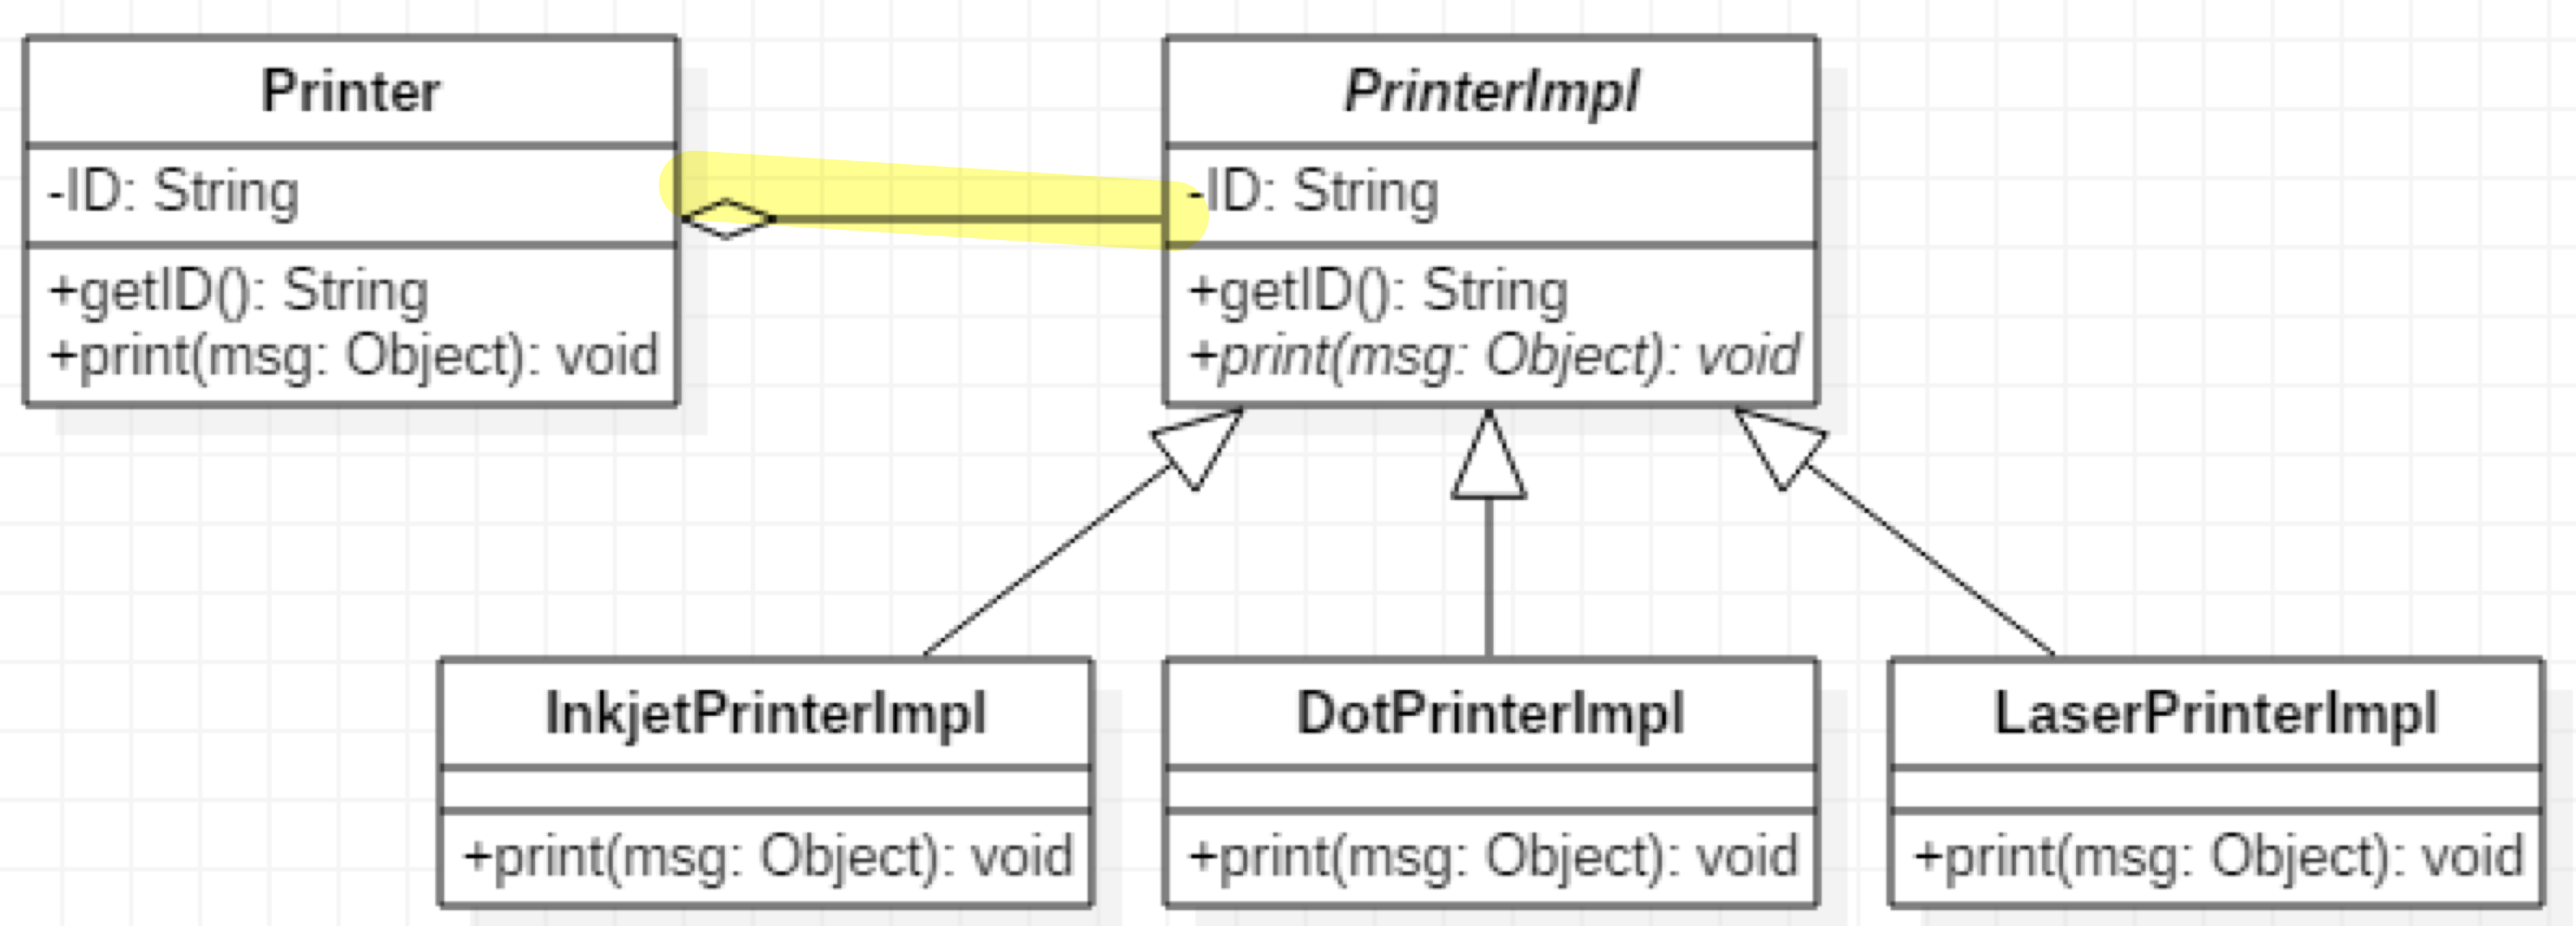 Printer
-ID: String
+getID(): String
+print(msg: Object): void
PrinterImpl
-ID: String
+getID(): String
+print(msg: Object): void
InkjetPrinterImpl
+print(msg: Object): void
DotPrinterImpl
+print(msg: Object): void
LaserPrinterImpl
+print(msg: Object): void